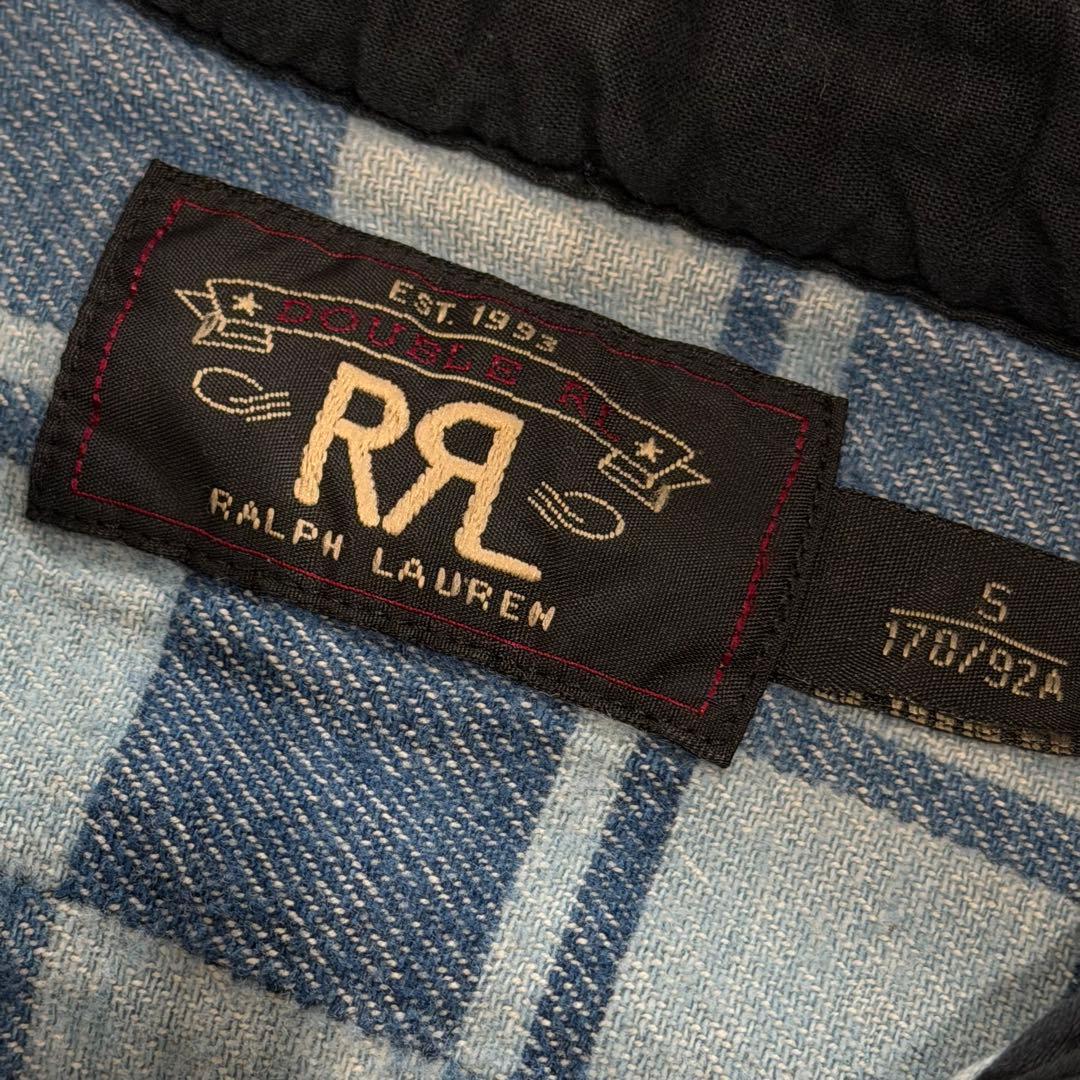 EST. 1993
DOUBLE RL
RRL
RALPH LAUREN
S
170/92A